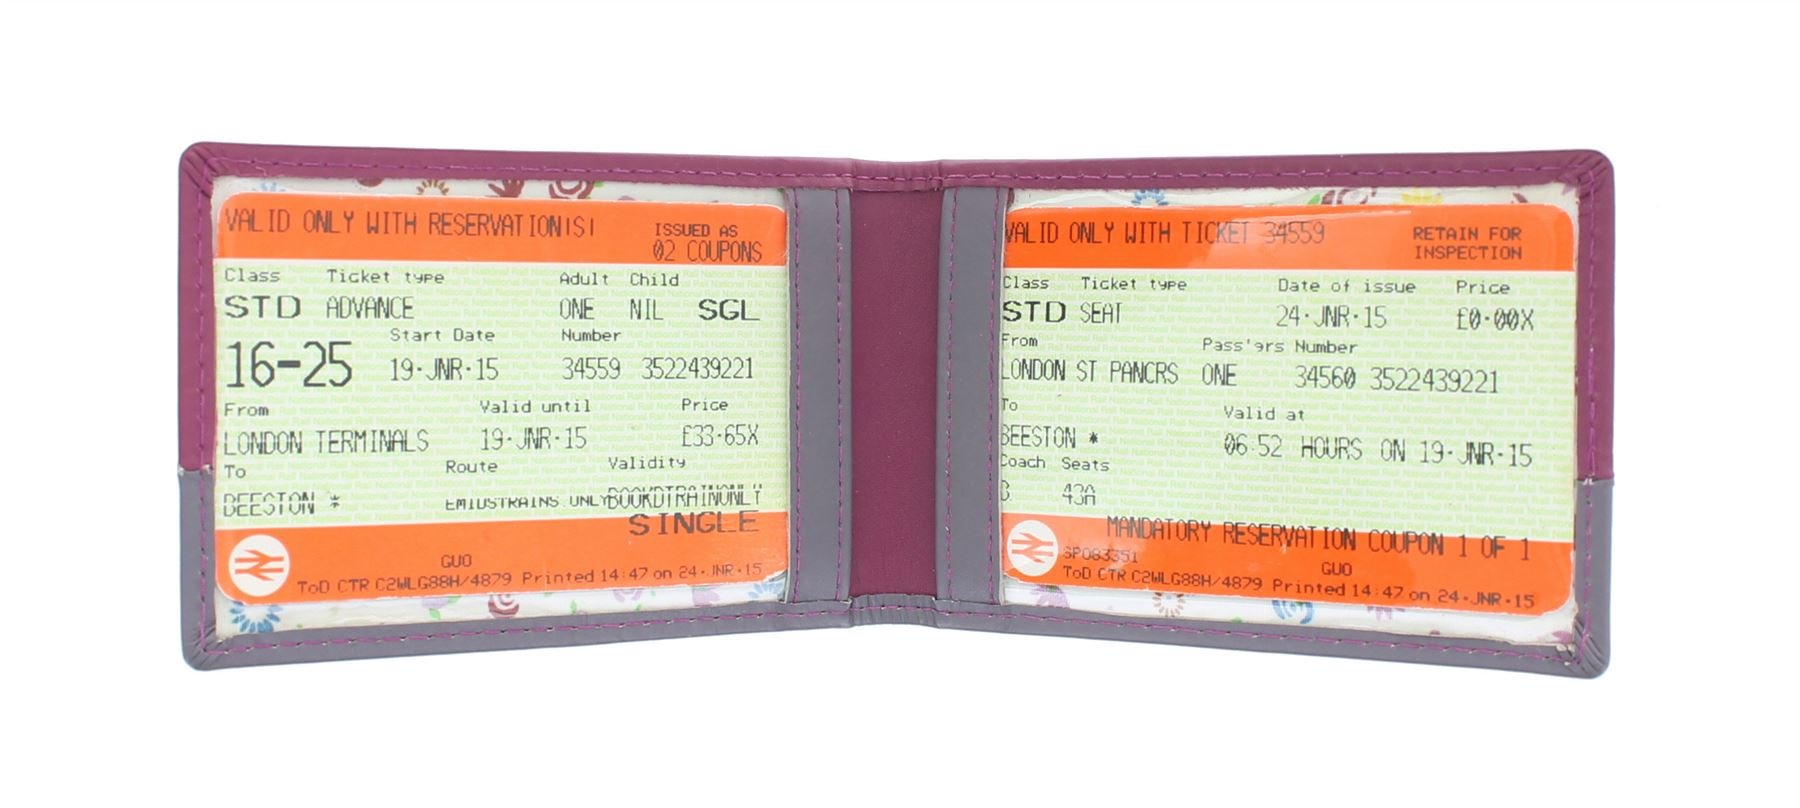 VALID ONLY WITH RESERVATION(S)
ISSUED AS
02 COUPONS
Class Ticket type Adult Child
STD ADVANCE ONE NIL SGL
Start Date Number
16-25 19·JNR·15 34559 3522439221
From Valid until Price
LONDON TERMINALS 19·JNR·15 £33·65X
To Route Validity
BEESTON * EMIDSTRAINS ONLYBOOKDTRAINONLY
SINGLE
GUO
ToD CTR C2WLG88H/4879 Printed 14:47 on 24·JNR·15
VALID ONLY WITH TICKET 34559
RETAIN FOR
INSPECTION
Class Ticket type Date of issue Price
STD SEAT 24·JNR·15 £0·00X
From Pass'grs Number
LONDON ST PANCRS ONE 34560 3522439221
To Valid at
BEESTON * 06:52 HOURS ON 19·JNR·15
Coach Seats
B 43A
MANDATORY RESERVATION COUPON 1 OF 1
SP083351
GUO
ToD CTR C2WLG88H/4879 Printed 14:47 on 24·JNR·15